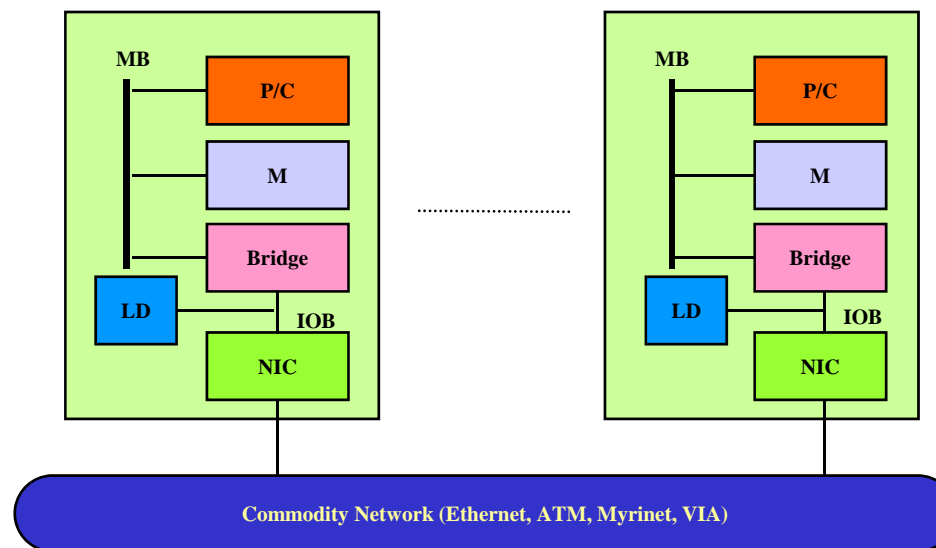 MB
P/C
M
Bridge
LD
IOB
NIC
MB
P/C
M
Bridge
LD
IOB
NIC
Commodity Network (Ethernet, ATM, Myrinet, VIA)